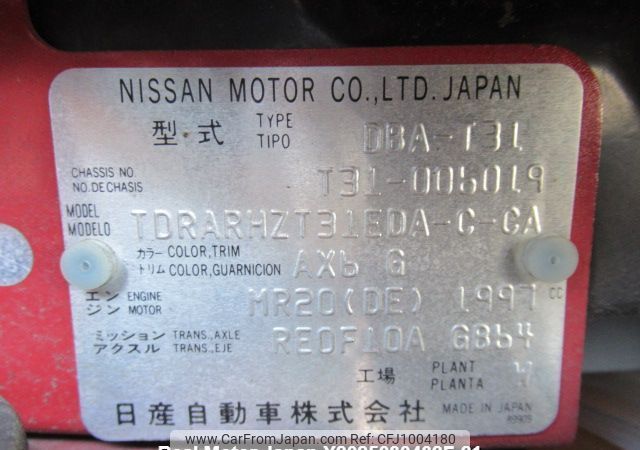 NISSAN MOTOR CO.,LTD. JAPAN
型・式 TYPE TIPO DBA-T31
CHASSIS NO. NO.DE CHASIS T31-005019
MODEL MODELO TDRARHZT31EDA-C-CA
カラー COLOR,TRIM トリム COLOR,GUARNICION AX6 G
エン ENGINE ジン MOTOR MR20(DE) 1997 CC
ミッション TRANS.,AXLE アクスル TRANS.,EJE RE0F10A
工場 PLANT PLANTA
日産自動車株式会社 MADE IN JAPAN
© www.CarFromJapan.com Photo ID: CFJ1004180